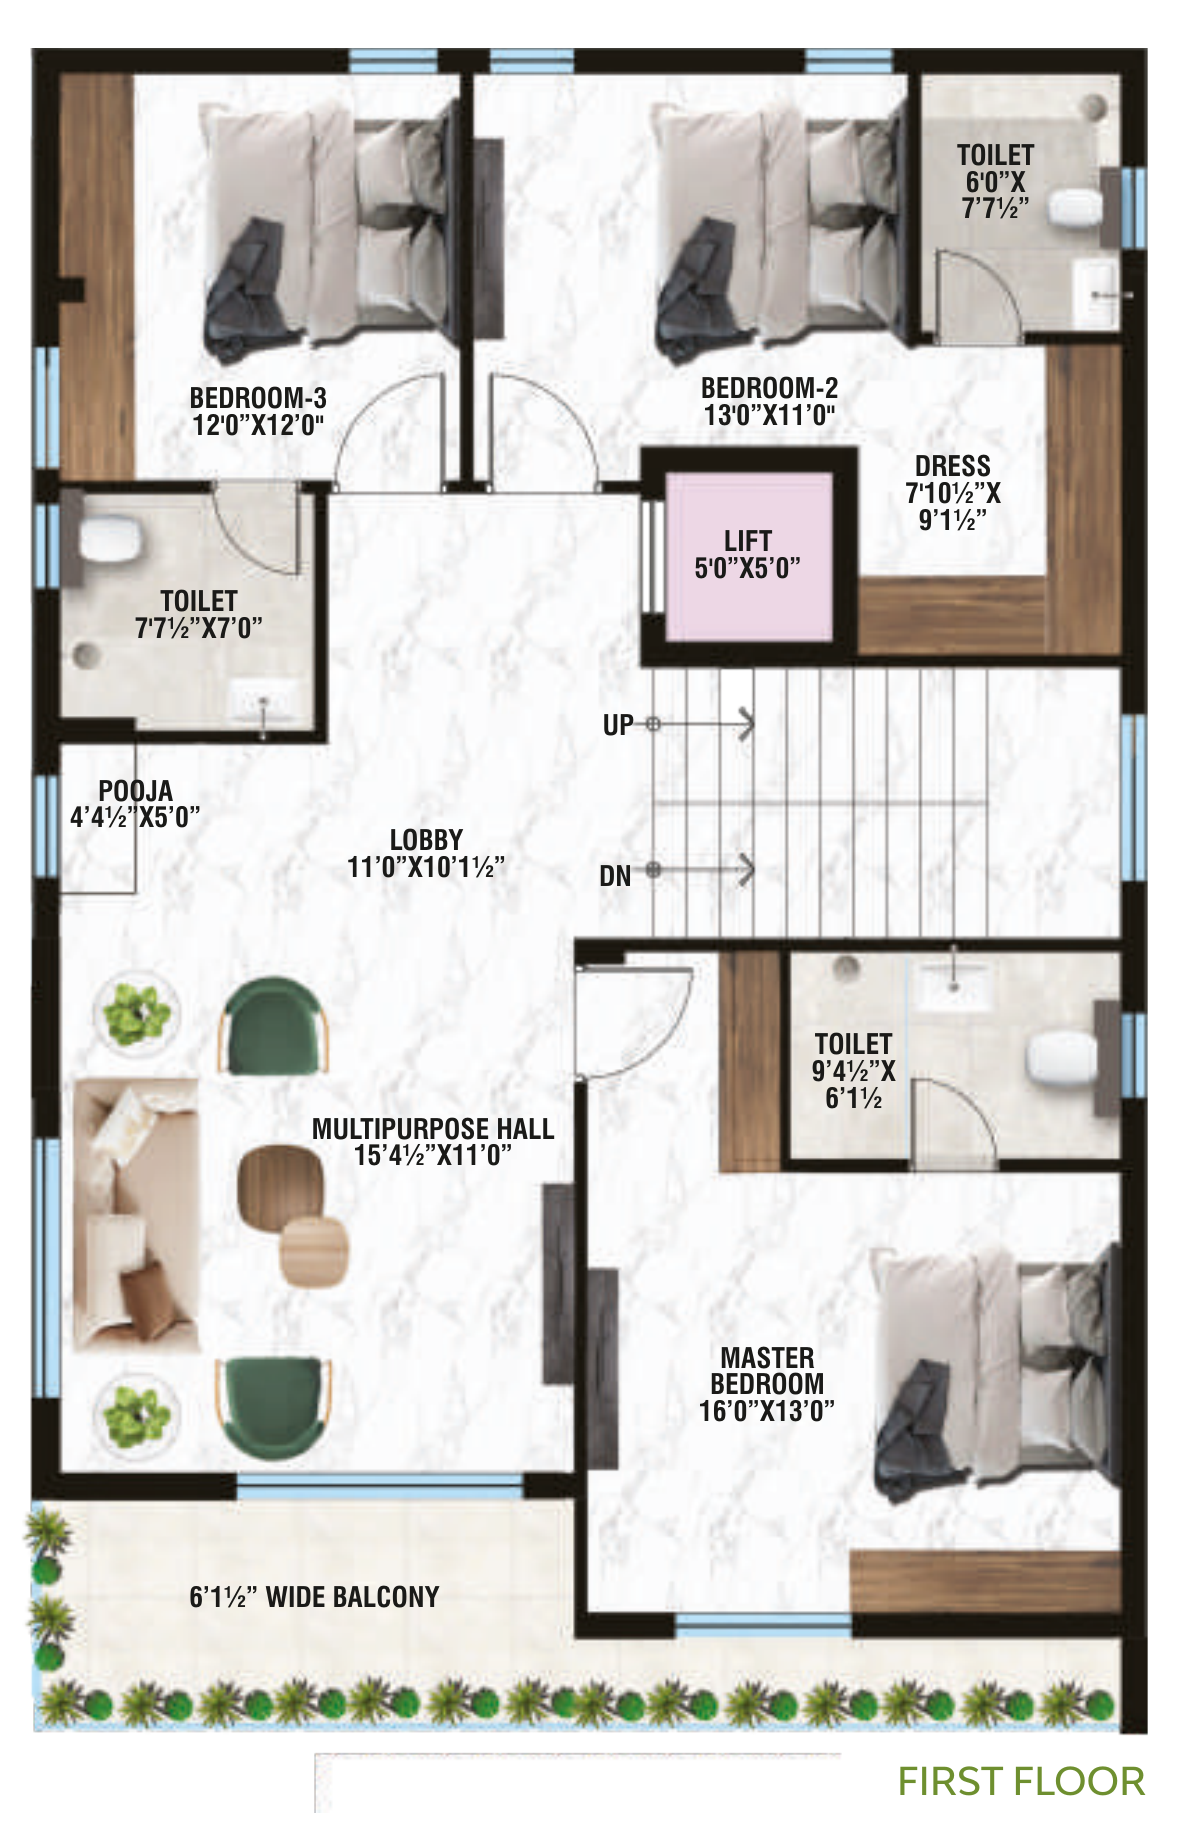 TOILET
6'0”X
7’7½”
BEDROOM-3
12'0”X12’0"
BEDROOM-2
13'0”X11’0"
DRESS
7'10½”X
9’1½”
LIFT
5'0”X5’0”
TOILET
7'7½”X7’0”
UP
POOJA
4’4½”X5’0”
LOBBY
11’0”X10’1½”
DN
TOILET
9’4½”X
6’1½
MULTIPURPOSE HALL
15’4½”X11’0”
MASTER
BEDROOM
16’0”X13’0”
6’1½” WIDE BALCONY
FIRST FLOOR